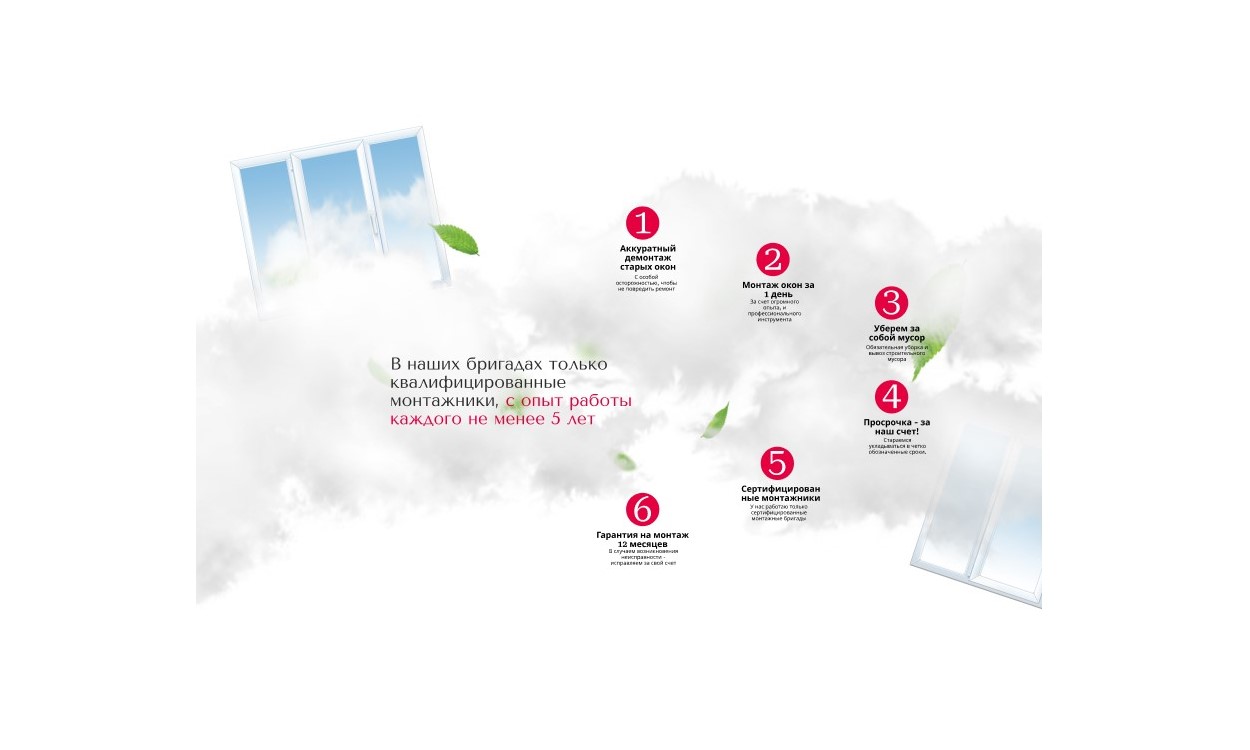 В наших бригадах только
квалифицированные
монтажники, с опыт работы
каждого не менее 5 лет
1
Аккуратный
демонтаж
старых окон
С особой
осторожностью, чтобы
не повредить ремонт
2
Монтаж окон за
1 день
За счет огромного
опыта, и
профессионального
инструмента
3
Уберем за
собой мусор
Обязательная уборка и
вывоз строительного
мусора
4
Просрочка – за
наш счет!
Стараемся
укладываться в четко
обозначенные сроки.
5
Сертифицирован
ные монтажники
У нас работаю только
сертифицированные
монтажные бригады
6
Гарантия на монтаж
12 месяцев
В случаем возникновения
неисправности -
исправляем за свой счет